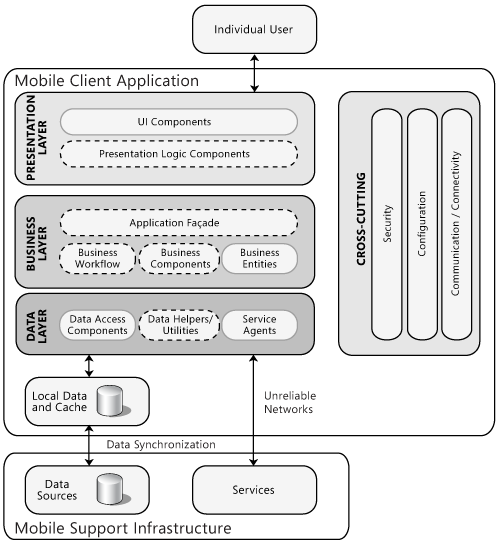 Individual User
Mobile Client Application
PRESENTATION
LAYER
UI Components
Presentation Logic Components
BUSINESS
LAYER
Application Façade
Business
Workflow
Business
Components
Business
Entities
DATA
LAYER
Data Access
Components
Data Helpers/
Utilities
Service
Agents
CROSS-CUTTING
Security
Configuration
Communication / Connectivity
Local Data
and Cache
Unreliable
Networks
Data Synchronization
Data
Sources
Services
Mobile Support Infrastructure